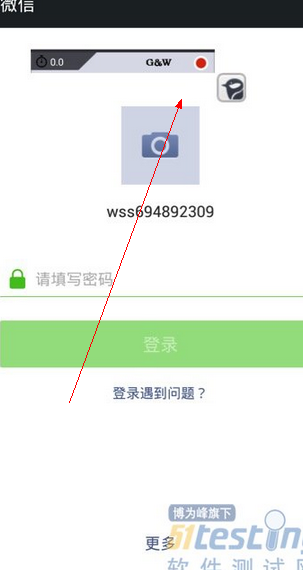 微信
0.0 G&W
wss694892309
请填写密码
登录
登录遇到问题？
更多
博为峰旗下
51testing
软件测试网